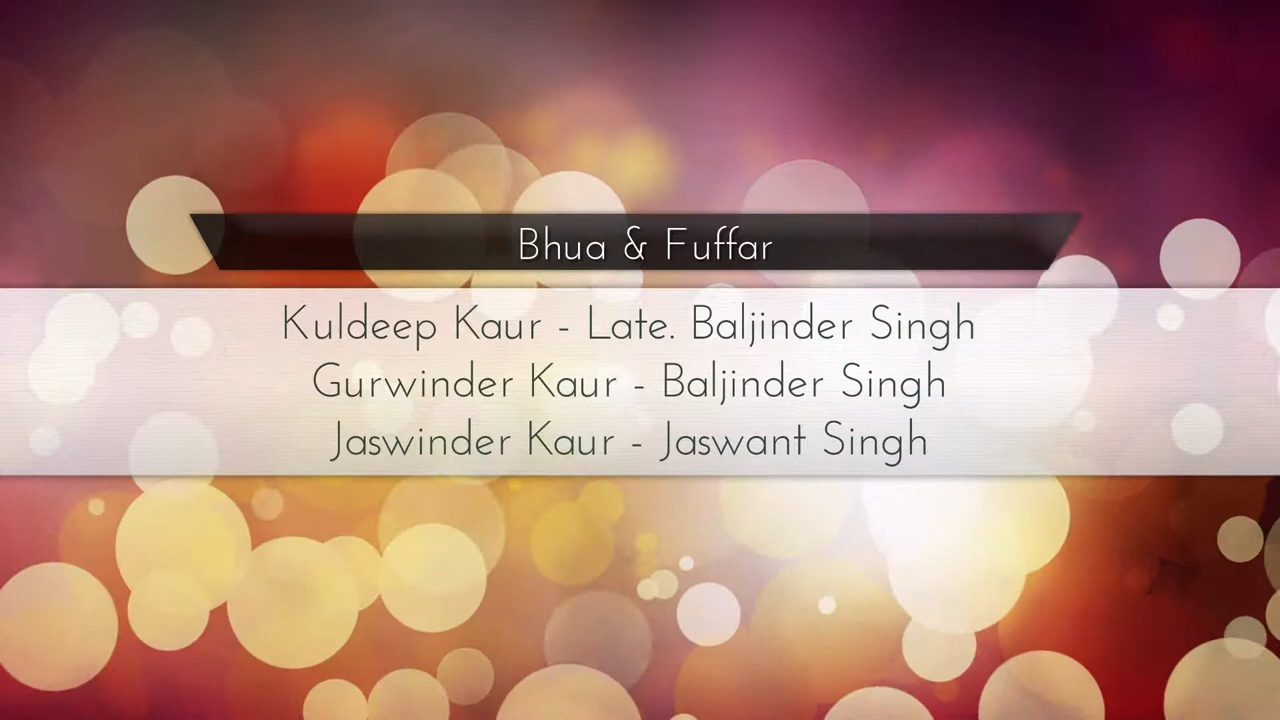 Bhua & Fuffar
Kuldeep Kaur - Late. Baljinder Singh
Gurwinder Kaur - Baljinder Singh
Jaswinder Kaur - Jaswant Singh